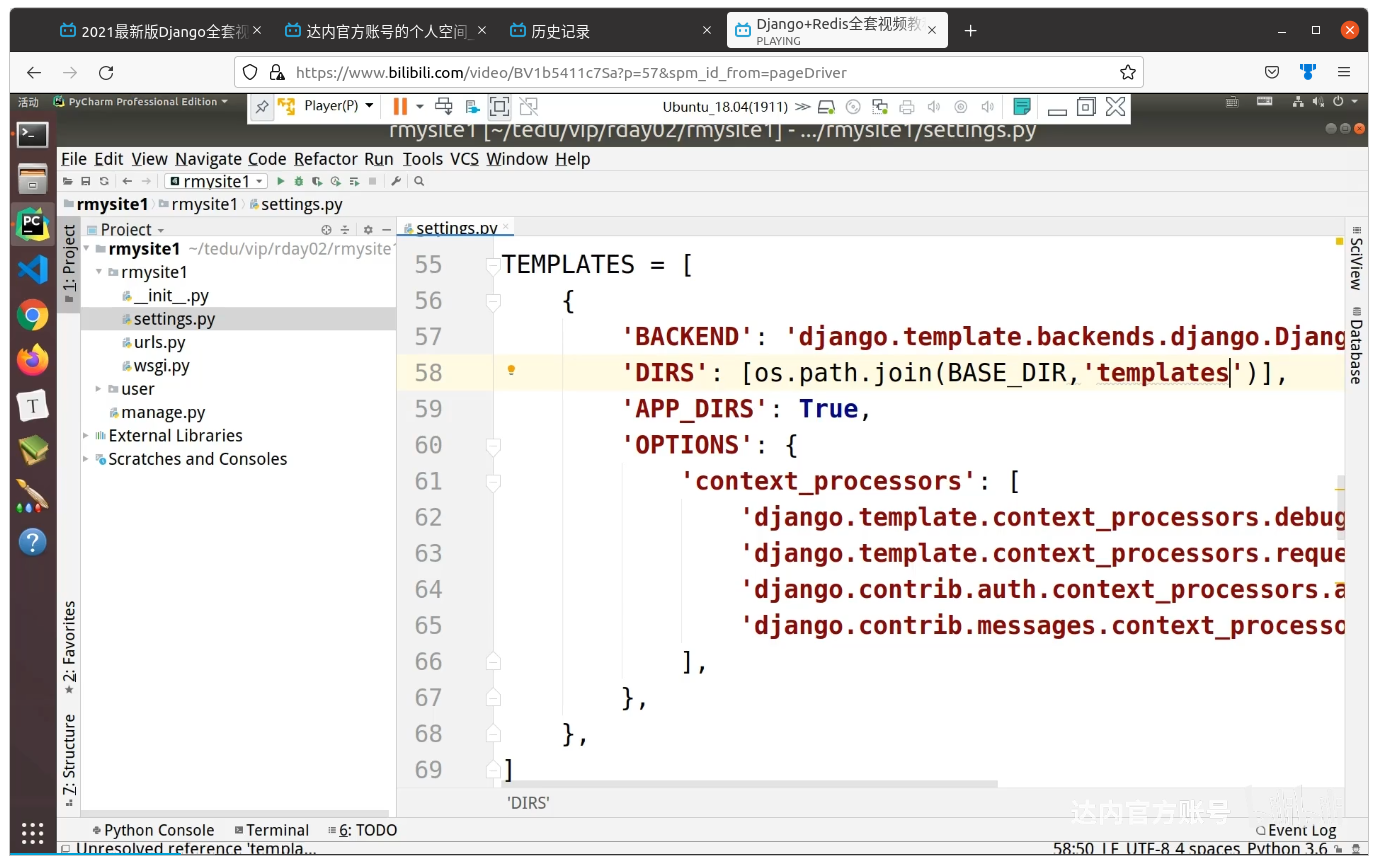 2021最新版Django全套视
达内官方账号的个人空间_
历史记录
Django+Redis全套视频教
PLAYING
https://www.bilibili.com/video/BV1b5411c7Sa?p=57&spm_id_from=pageDriver
活动
PyCharm Professional Edition
Player(P)
Ubuntu_18.04(1911)
rmysite1 [~/tedu/vip/rday02/rmysite1] - .../rmysite1/settings.py
File Edit View Navigate Code Refactor Run Tools VCS Window Help
rmysite1
rmysite1 rmysite1 settings.py
1: Project
Project
settings.py
rmysite1 ~/tedu/vip/rday02/rmysite1
rmysite1
__init__.py
settings.py
urls.py
wsgi.py
user
manage.py
External Libraries
Scratches and Consoles
55 TEMPLATES = [
56 {
57 'BACKEND': 'django.template.backends.django.Djang
58 'DIRS': [os.path.join(BASE_DIR,'templates')],
59 'APP_DIRS': True,
60 'OPTIONS': {
61 'context_processors': [
62 'django.template.context_processors.debug
63 'django.template.context_processors.reque
64 'django.contrib.auth.context_processors.a
65 'django.contrib.messages.context_processo
66 ],
67 },
68 },
69 ]
'DIRS'
SciView
Database
2: Favorites
7: Structure
达内官方账号
Python Console
Terminal
6: TODO
Event Log
Unresolved reference 'templa...
58:50 LF UTF-8 4 spaces Python 3.6